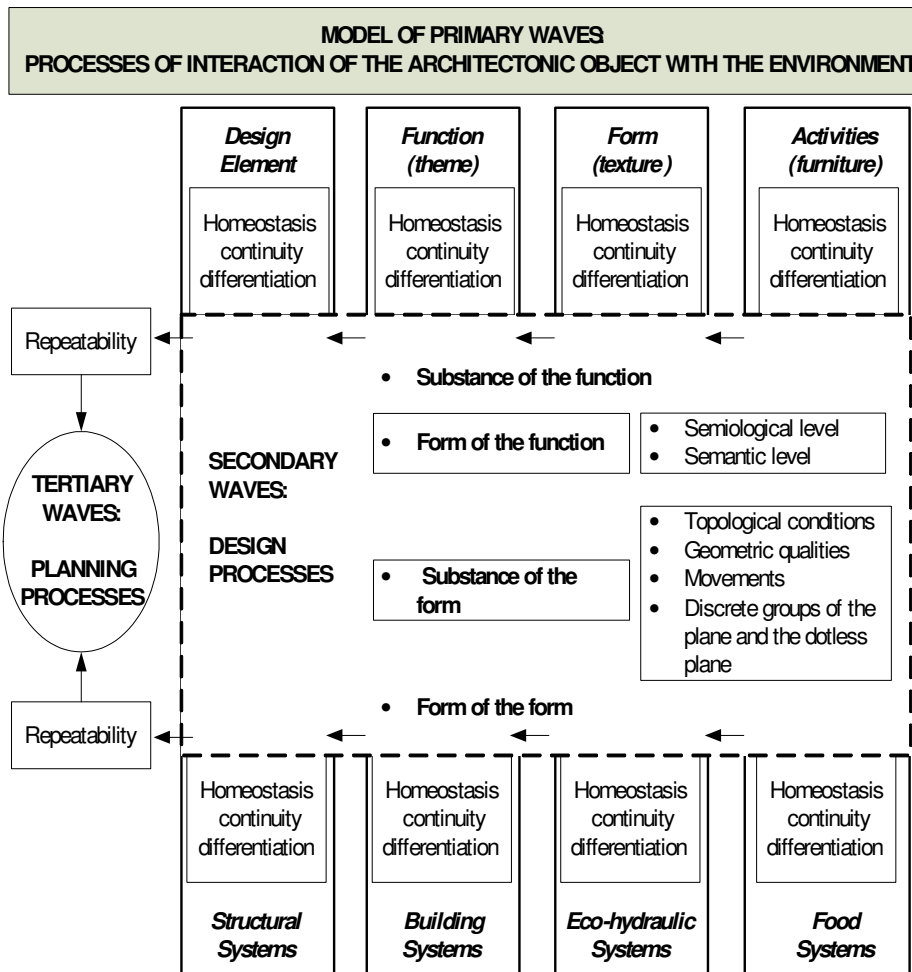 MODEL OF PRIMARY WAVES:
PROCESSES OF INTERACTION OF THE ARCHITECTONIC OBJECT WITH THE ENVIRONMENT
Design
Element
Function
(theme)
Form
(texture)
Activities
(furniture)
Homeostasis
continuity
differentiation
Homeostasis
continuity
differentiation
Homeostasis
continuity
differentiation
Homeostasis
continuity
differentiation
Repeatability
• Substance of the function
• Form of the function
• Semiological level
• Semantic level
SECONDARY
WAVES:
DESIGN
PROCESSES
TERTIARY
WAVES:
PLANNING
PROCESSES
• Substance of the
form
• Topological conditions
• Geometric qualities
• Movements
• Discrete groups of the
plane and the dotless
plane
• Form of the form
Repeatability
Homeostasis
continuity
differentiation
Homeostasis
continuity
differentiation
Homeostasis
continuity
differentiation
Homeostasis
continuity
differentiation
Structural
Systems
Building
Systems
Eco-hydraulic
Systems
Food
Systems